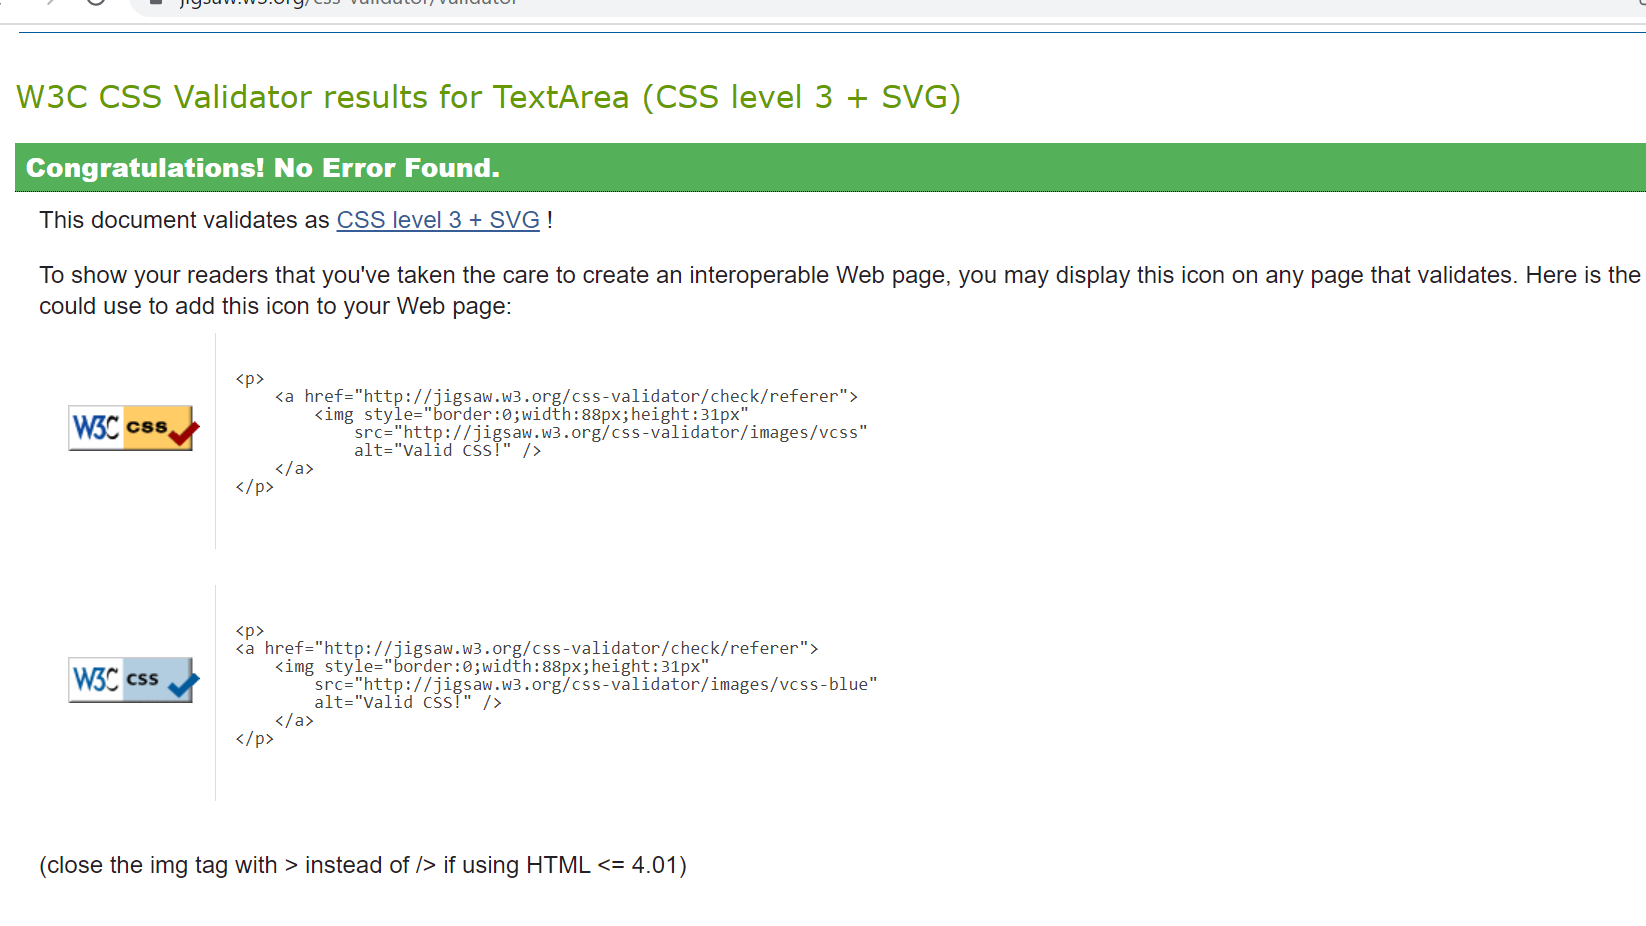 jigsaw.w3.org/css-validator/validator
W3C CSS Validator results for TextArea (CSS level 3 + SVG)
Congratulations! No Error Found.
This document validates as CSS level 3 + SVG !
To show your readers that you've taken the care to create an interoperable Web page, you may display this icon on any page that validates. Here is the
could use to add this icon to your Web page:
W3C css
<p>
<a href="http://jigsaw.w3.org/css-validator/check/referer">
<img style="border:0;width:88px;height:31px"
src="http://jigsaw.w3.org/css-validator/images/vcss"
alt="Valid CSS!" />
</a>
</p>
W3C css
<p>
<a href="http://jigsaw.w3.org/css-validator/check/referer">
<img style="border:0;width:88px;height:31px"
src="http://jigsaw.w3.org/css-validator/images/vcss-blue"
alt="Valid CSS!" />
</a>
</p>
(close the img tag with > instead of /> if using HTML <= 4.01)